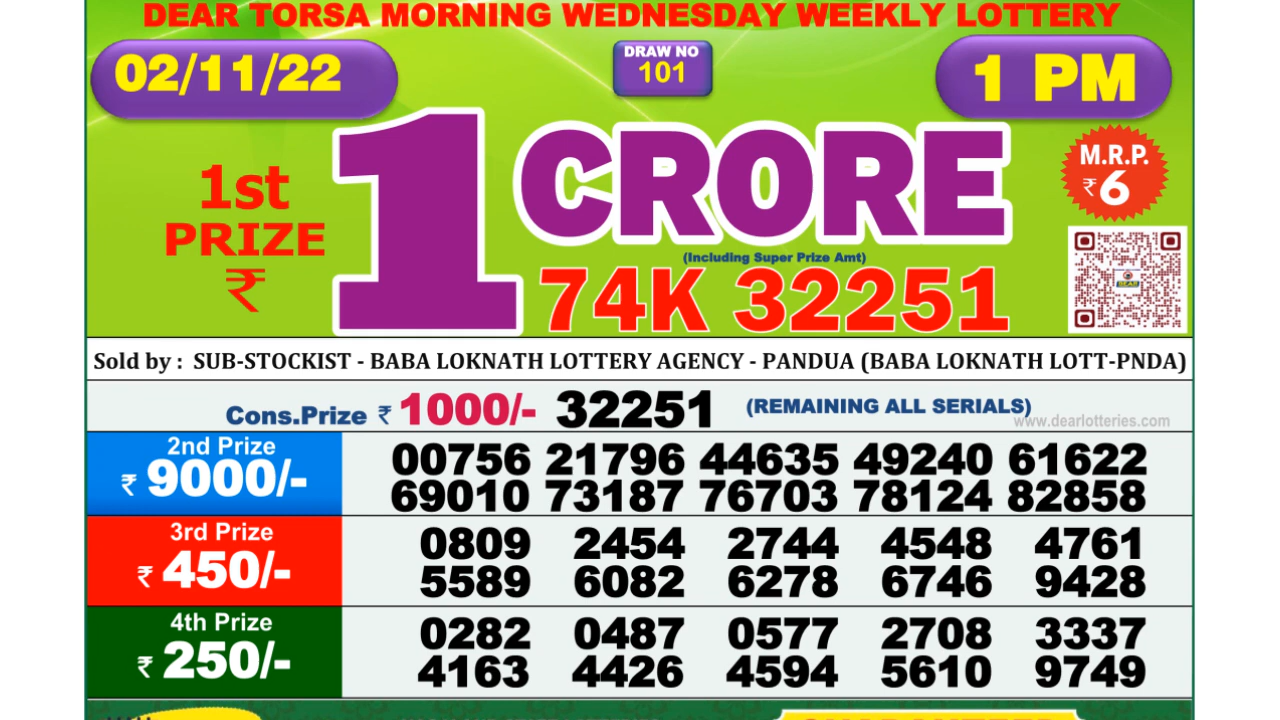 DEAR TORSA MORNING WEDNESDAY WEEKLY LOTTERY
02/11/22
DRAW NO
101
1 PM
1st
PRIZE
₹
1 CRORE
M.R.P.
₹6
(Including Super Prize Amt)
74K 32251
DEAR
Sold by : SUB-STOCKIST - BABA LOKNATH LOTTERY AGENCY - PANDUA (BABA LOKNATH LOTT-PNDA)
Cons.Prize ₹ 1000/- 32251 (REMAINING ALL SERIALS)
www.dearlotteries.com
2nd Prize
₹ 9000/-
00756 21796 44635 49240 61622
69010 73187 76703 78124 82858
3rd Prize
₹ 450/-
0809 2454 2744 4548 4761
5589 6082 6278 6746 9428
4th Prize
₹ 250/-
0282 0487 0577 2708 3337
4163 4426 4594 5610 9749